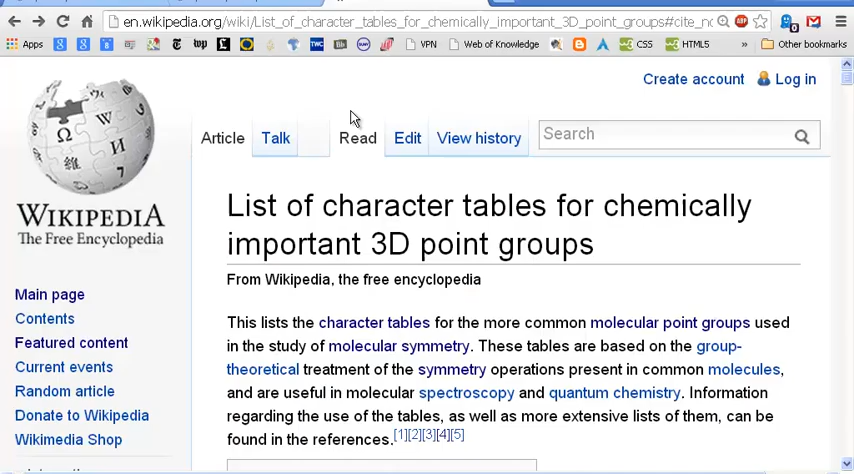 en.wikipedia.org/wiki/List_of_character_tables_for_chemically_important_3D_point_groups#cite_no
Apps VPN Web of Knowledge CSS HTML5 » Other bookmarks
Create account Log in
Article Talk Read Edit View history Search
WIKIPEDIA
The Free Encyclopedia
List of character tables for chemically
important 3D point groups
From Wikipedia, the free encyclopedia
Main page
Contents
Featured content
Current events
Random article
Donate to Wikipedia
Wikimedia Shop
This lists the character tables for the more common molecular point groups used
in the study of molecular symmetry. These tables are based on the group-
theoretical treatment of the symmetry operations present in common molecules,
and are useful in molecular spectroscopy and quantum chemistry. Information
regarding the use of the tables, as well as more extensive lists of them, can be
found in the references.[1][2][3][4][5]